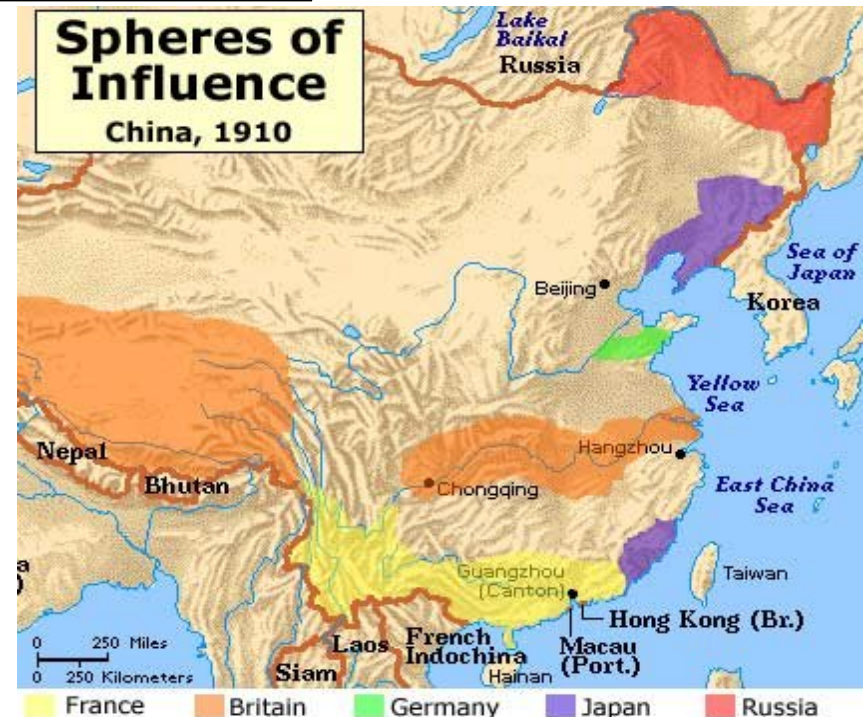 Spheres of
Influence
China, 1910
Lake
Baikal
Russia
Sea of
Japan
Beijing
Korea
Yellow
Sea
Nepal
Hangzhou
Bhutan
Chongqing
East China
Sea
a
)
Guangzhou
(Canton)
Taiwan
Hong Kong (Br.)
0 250 Miles
Laos
French
Indochina
Macau
(Port.)
0 250 Kilometers
Siam
Hainan
France Britain Germany Japan Russia